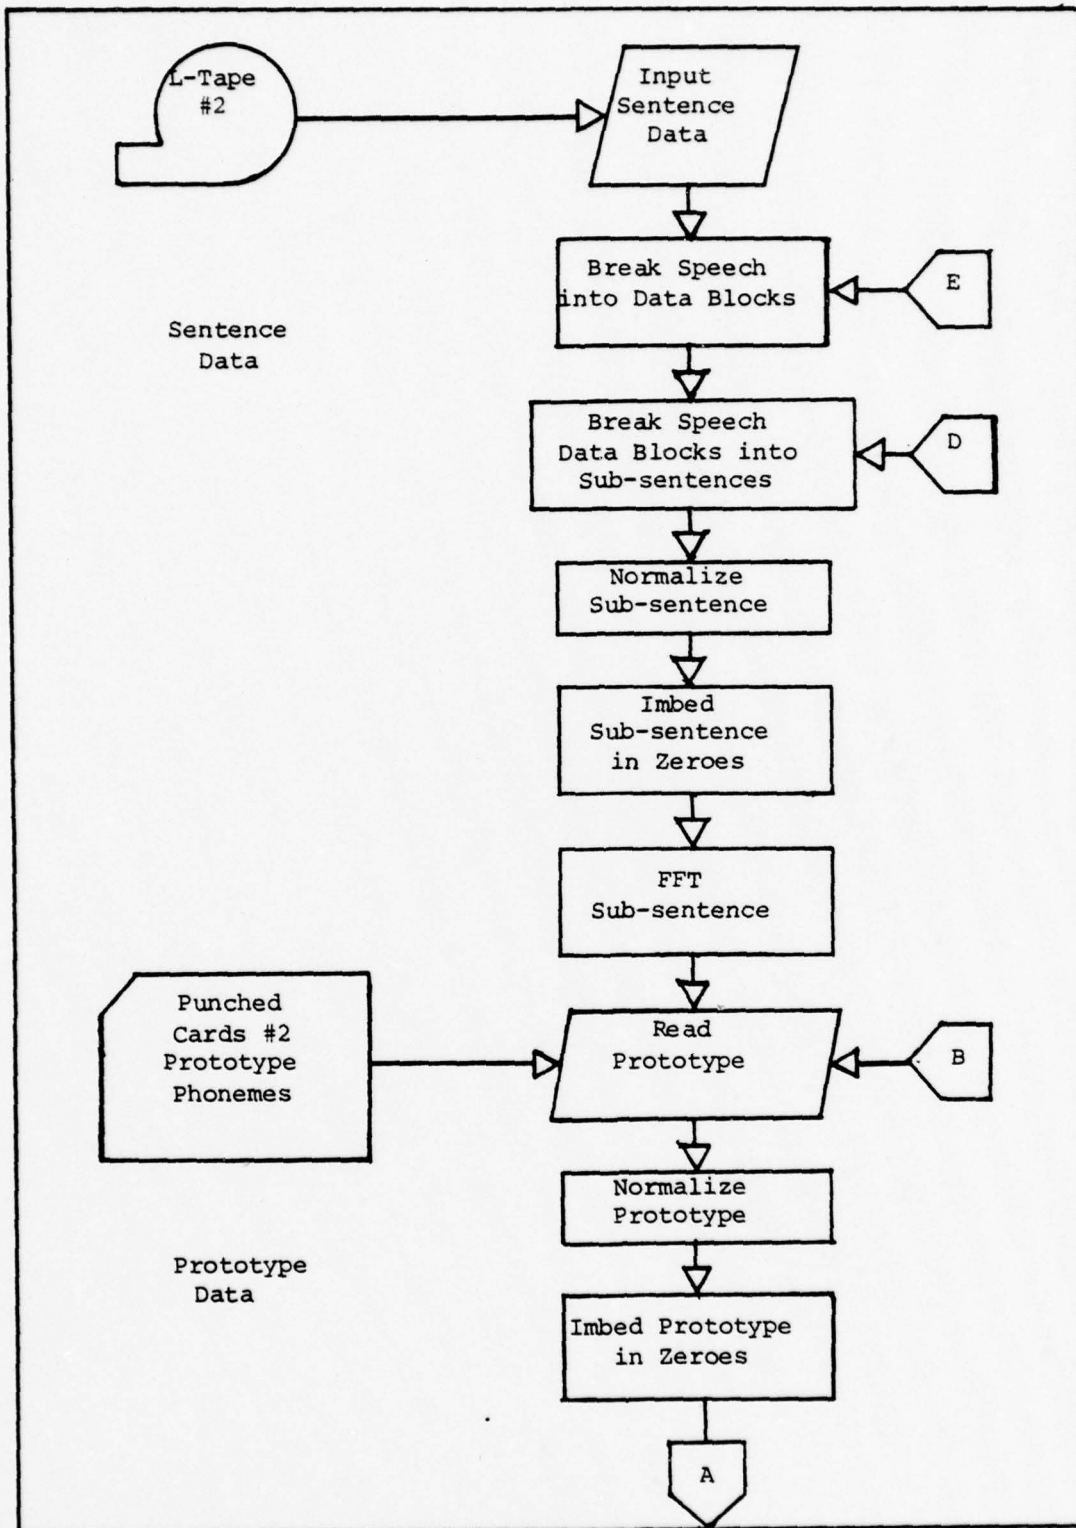 L-Tape
#2
Input
Sentence
Data
Break Speech
into Data Blocks
E
Sentence
Data
Break Speech
Data Blocks into
Sub-sentences
D
Normalize
Sub-sentence
Imbed
Sub-sentence
in Zeroes
FFT
Sub-sentence
Punched
Cards #2
Prototype
Phonemes
Read
Prototype
B
Normalize
Prototype
Prototype
Data
Imbed Prototype
in Zeroes
A